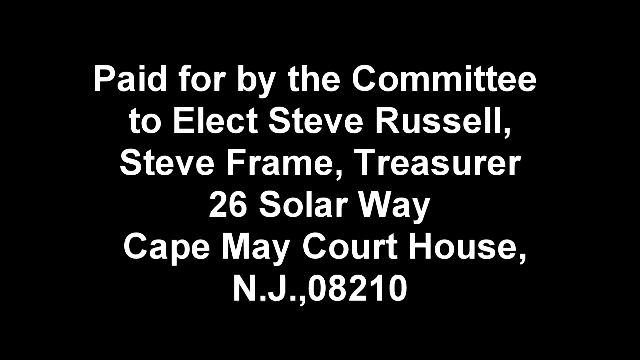 Paid for by the Committee
to Elect Steve Russell,
Steve Frame, Treasurer
26 Solar Way
Cape May Court House,
N.J.,08210